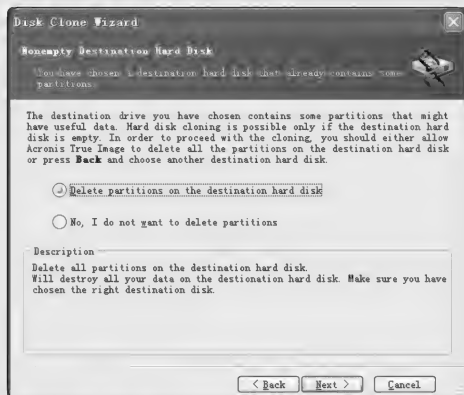 Disk Clone Wizard
Nonempty Destination Hard Disk
You have chosen a destination hard disk that already contains some
partitions.
The destination drive you have chosen contains some partitions that might
have useful data. Hard disk cloning is possible only if the destination hard
disk is empty. In order to proceed with the cloning, you should either allow
Acronis True Image to delete all the partitions on the destination hard disk
or press Back and choose another destination hard disk.
Delete partitions on the destination hard disk
No, I do not want to delete partitions
Description
Delete all partitions on the destination hard disk.
Will destroy all your data on the destionation hard disk. Make sure you have
chosen the right destination disk.
< Back
Next >
Cancel